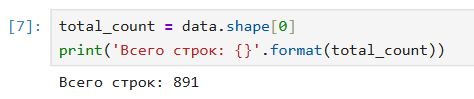 [7]: total_count = data.shape[0]
print('Всего строк: {}'.format(total_count))
Всего строк: 891